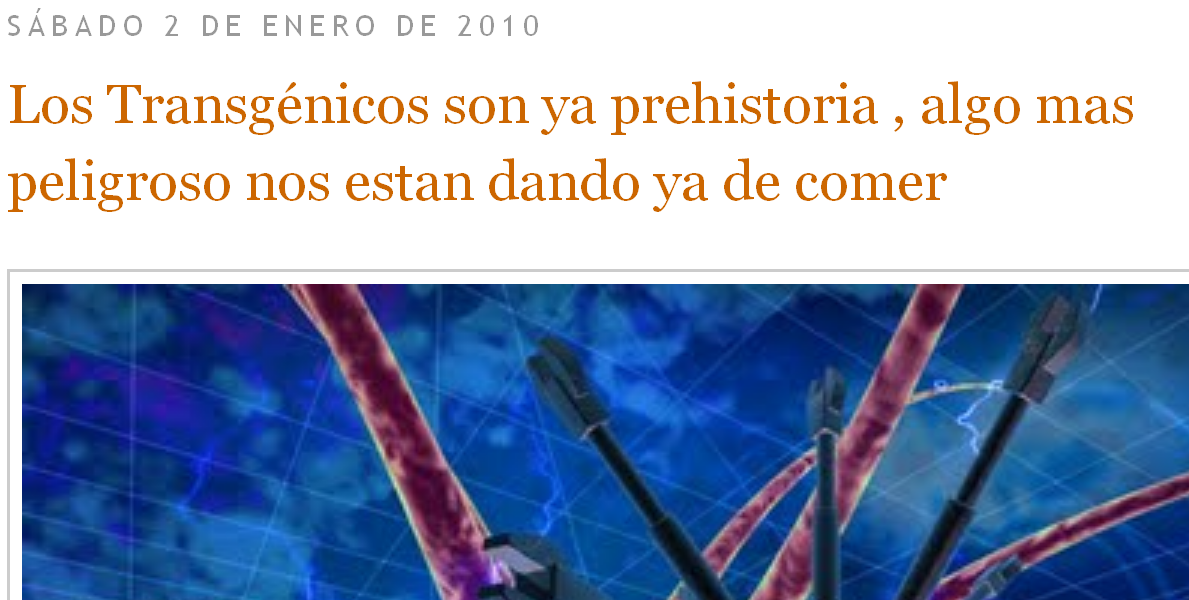 SÁBADO 2 DE ENERO DE 2010
Los Transgénicos son ya prehistoria , algo mas
peligroso nos estan dando ya de comer